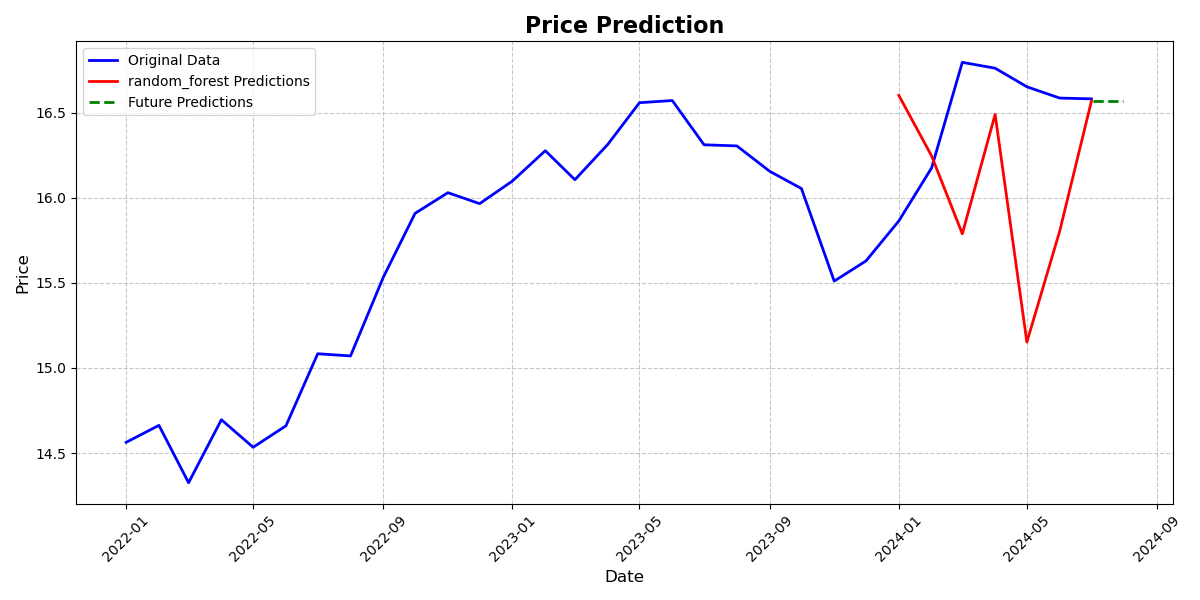 Price Prediction
Original Data
random_forest Predictions
Future Predictions
Price
16.5
16.0
15.5
15.0
14.5
2022-01
2022-05
2022-09
2023-01
2023-05
2023-09
2024-01
2024-05
2024-09
Date